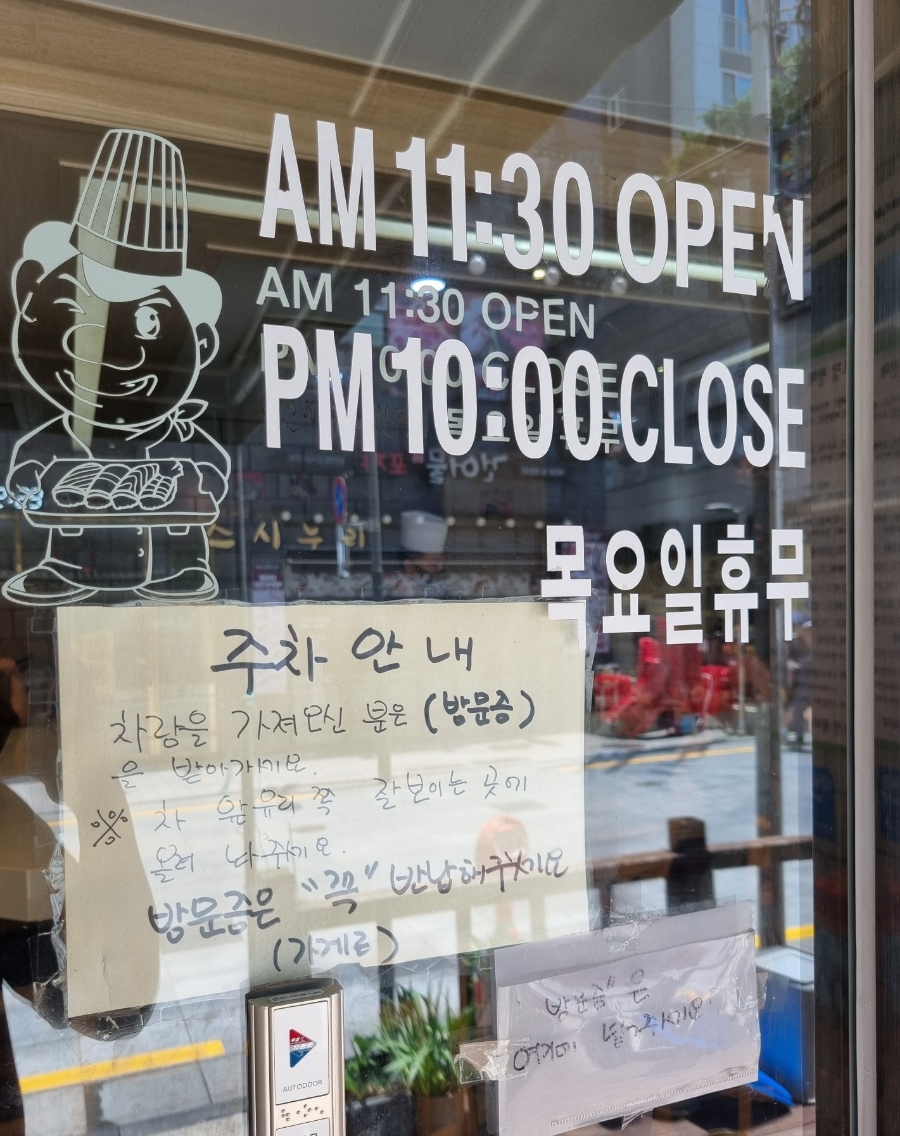 AM 11:30 OPEN
AM 11:30 OPEN
PM 10:00 CLOSE
목요일휴무
스시누리
주차 안내
차량을 가져오신 분은 (방문증)
을 받아가세요.
※ 차 앞유리쪽 잘보이는 곳에
올려 놔주세요.
방문증은 "꼭" 반납해주세요
(가게로)
방문증은
여기에 넣어주세요
AUTODOOR